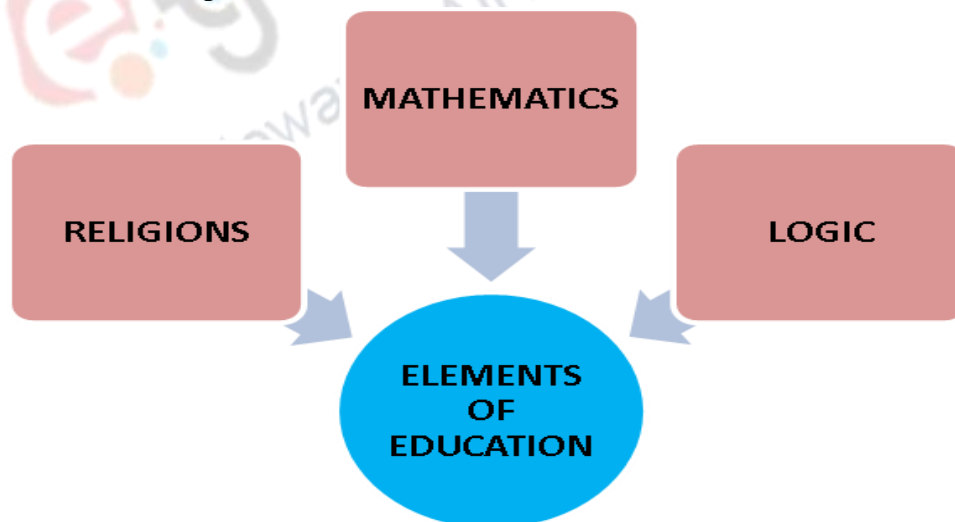 MATHEMATICS
RELIGIONS
LOGIC
ELEMENTS
OF
EDUCATION